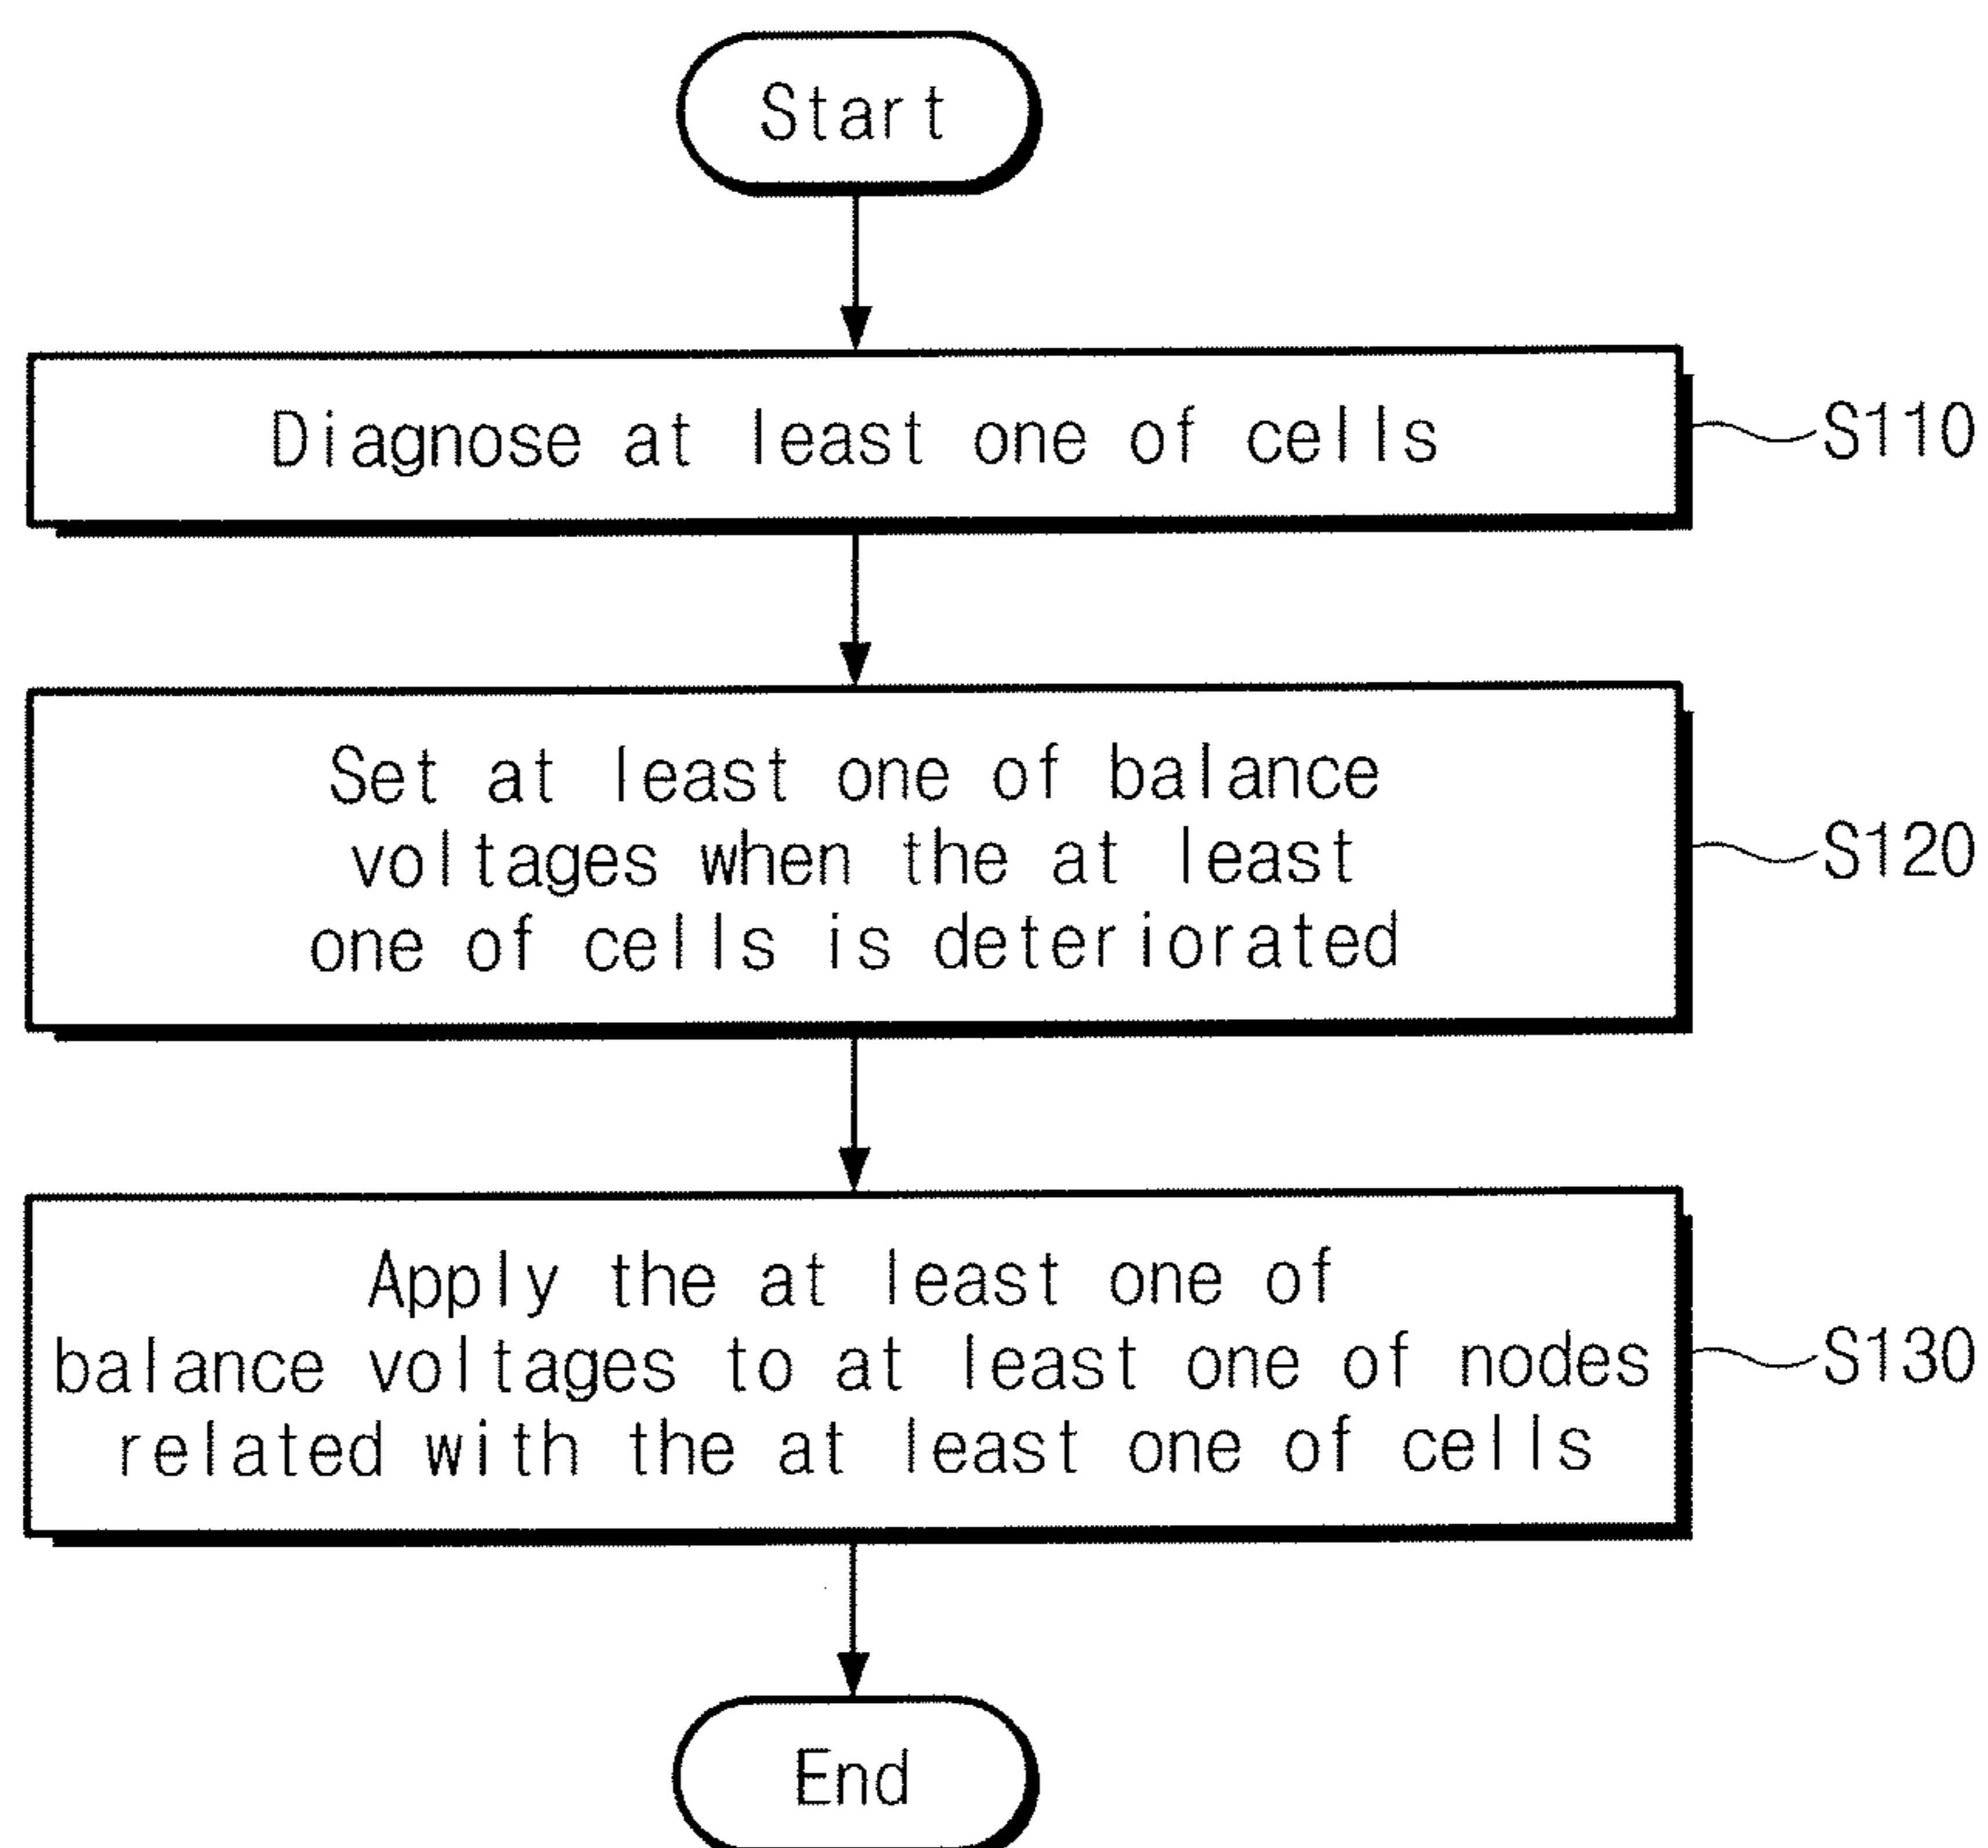 Start
Diagnose at least one of cells
S110
Set at least one of balance
voltages when the at least
one of cells is deteriorated
S120
Apply the at least one of
balance voltages to at least one of nodes
related with the at least one of cells
S130
End